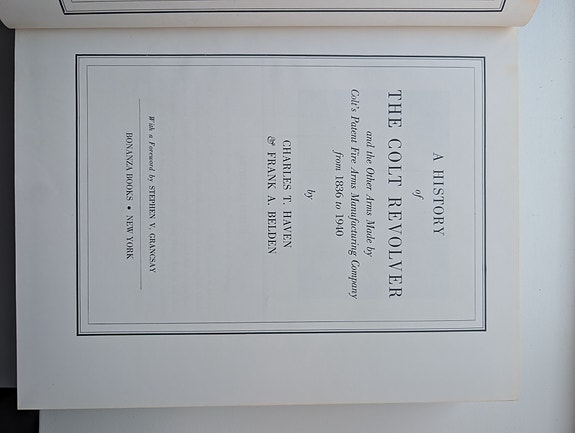 A HISTORY
of
THE COLT REVOLVER
and the Other Arms Made by
Colt's Patent Fire Arms Manufacturing Company
from 1836 to 1940
by
CHARLES T. HAVEN
& FRANK A. BELDEN
With a Foreword by STEPHEN V. GRANCSAY
BONANZA BOOKS • NEW YORK